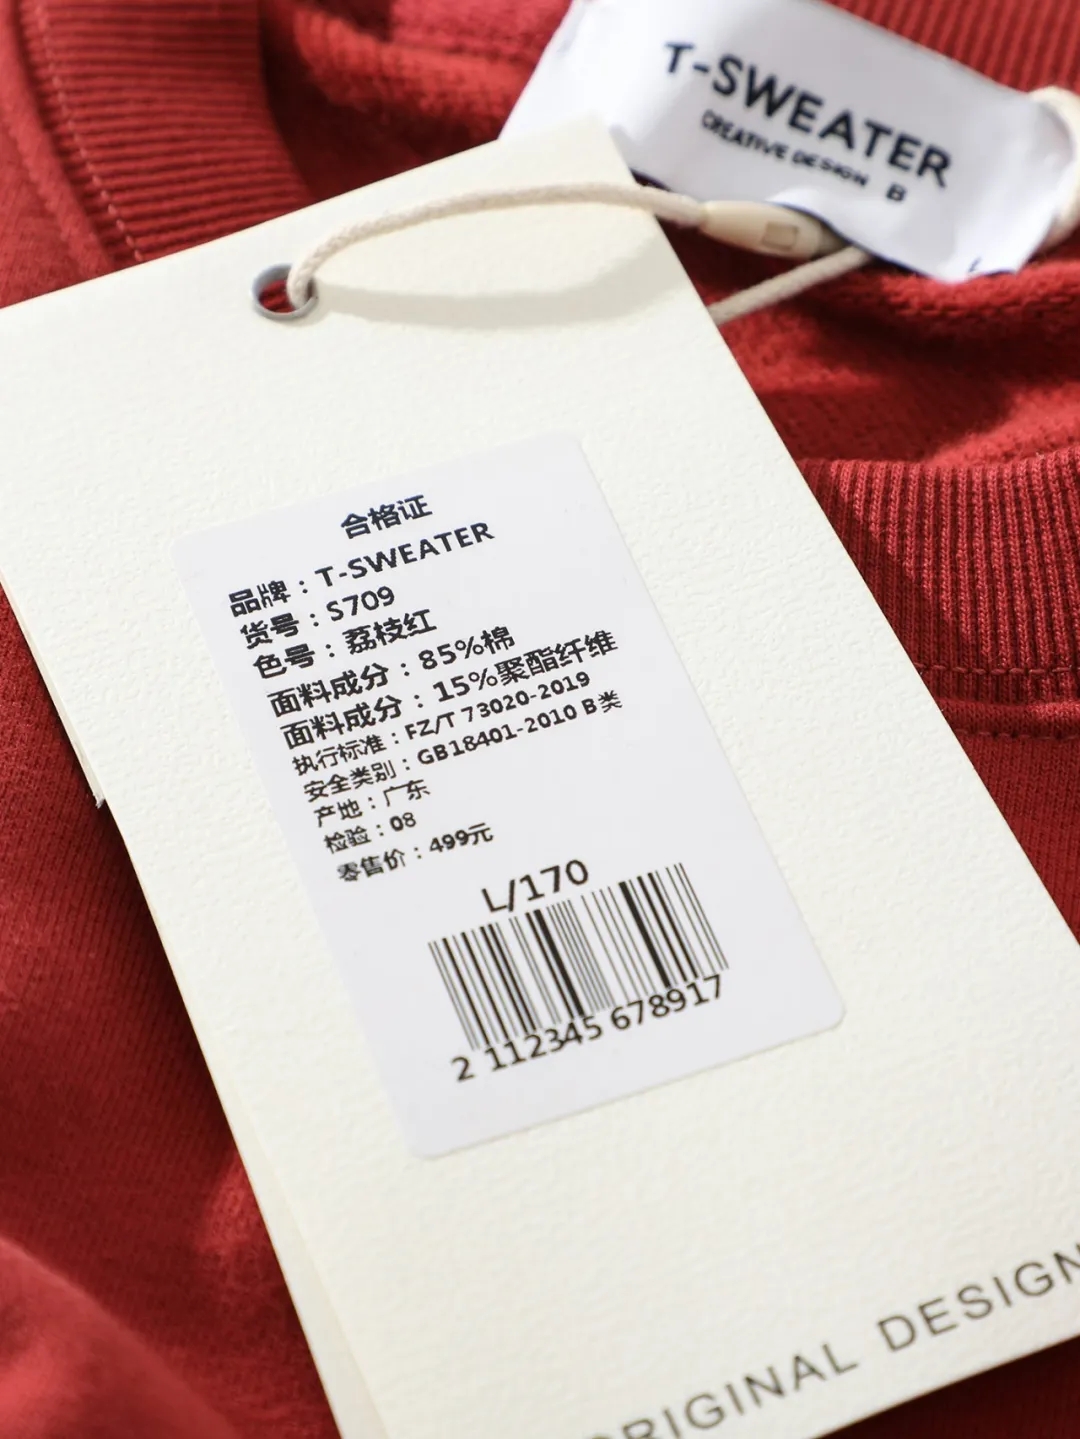 T-SWEATER
CREATIVE DESIGN B
合格证
品牌：T-SWEATER
货号：S709
色号：荔枝红
面料成分：85%棉
面料成分：15%聚酯纤维
执行标准：FZ/T 73020-2019
安全类别：GB18401-2010 B类
产地：广东
检验：08
零售价：499元
L/170
2 112345 678917
ORIGINAL DESIGN